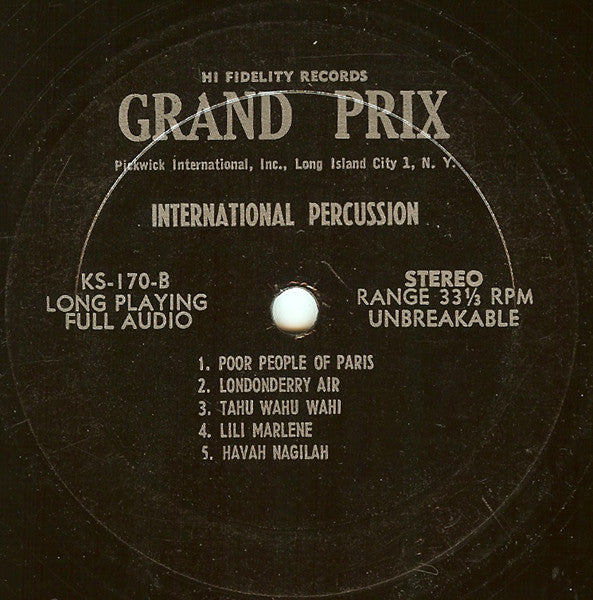 HI FIDELITY RECORDS
GRAND PRIX
Pickwick International, Inc., Long Island City 1, N. Y.
INTERNATIONAL PERCUSSION
KS-170-B
LONG PLAYING
FULL AUDIO
STEREO
RANGE 33⅓ RPM
UNBREAKABLE
1. POOR PEOPLE OF PARIS
2. LONDONDERRY AIR
3. TAHU WAHU WAHI
4. LILI MARLENE
5. HAVAH NAGILAH